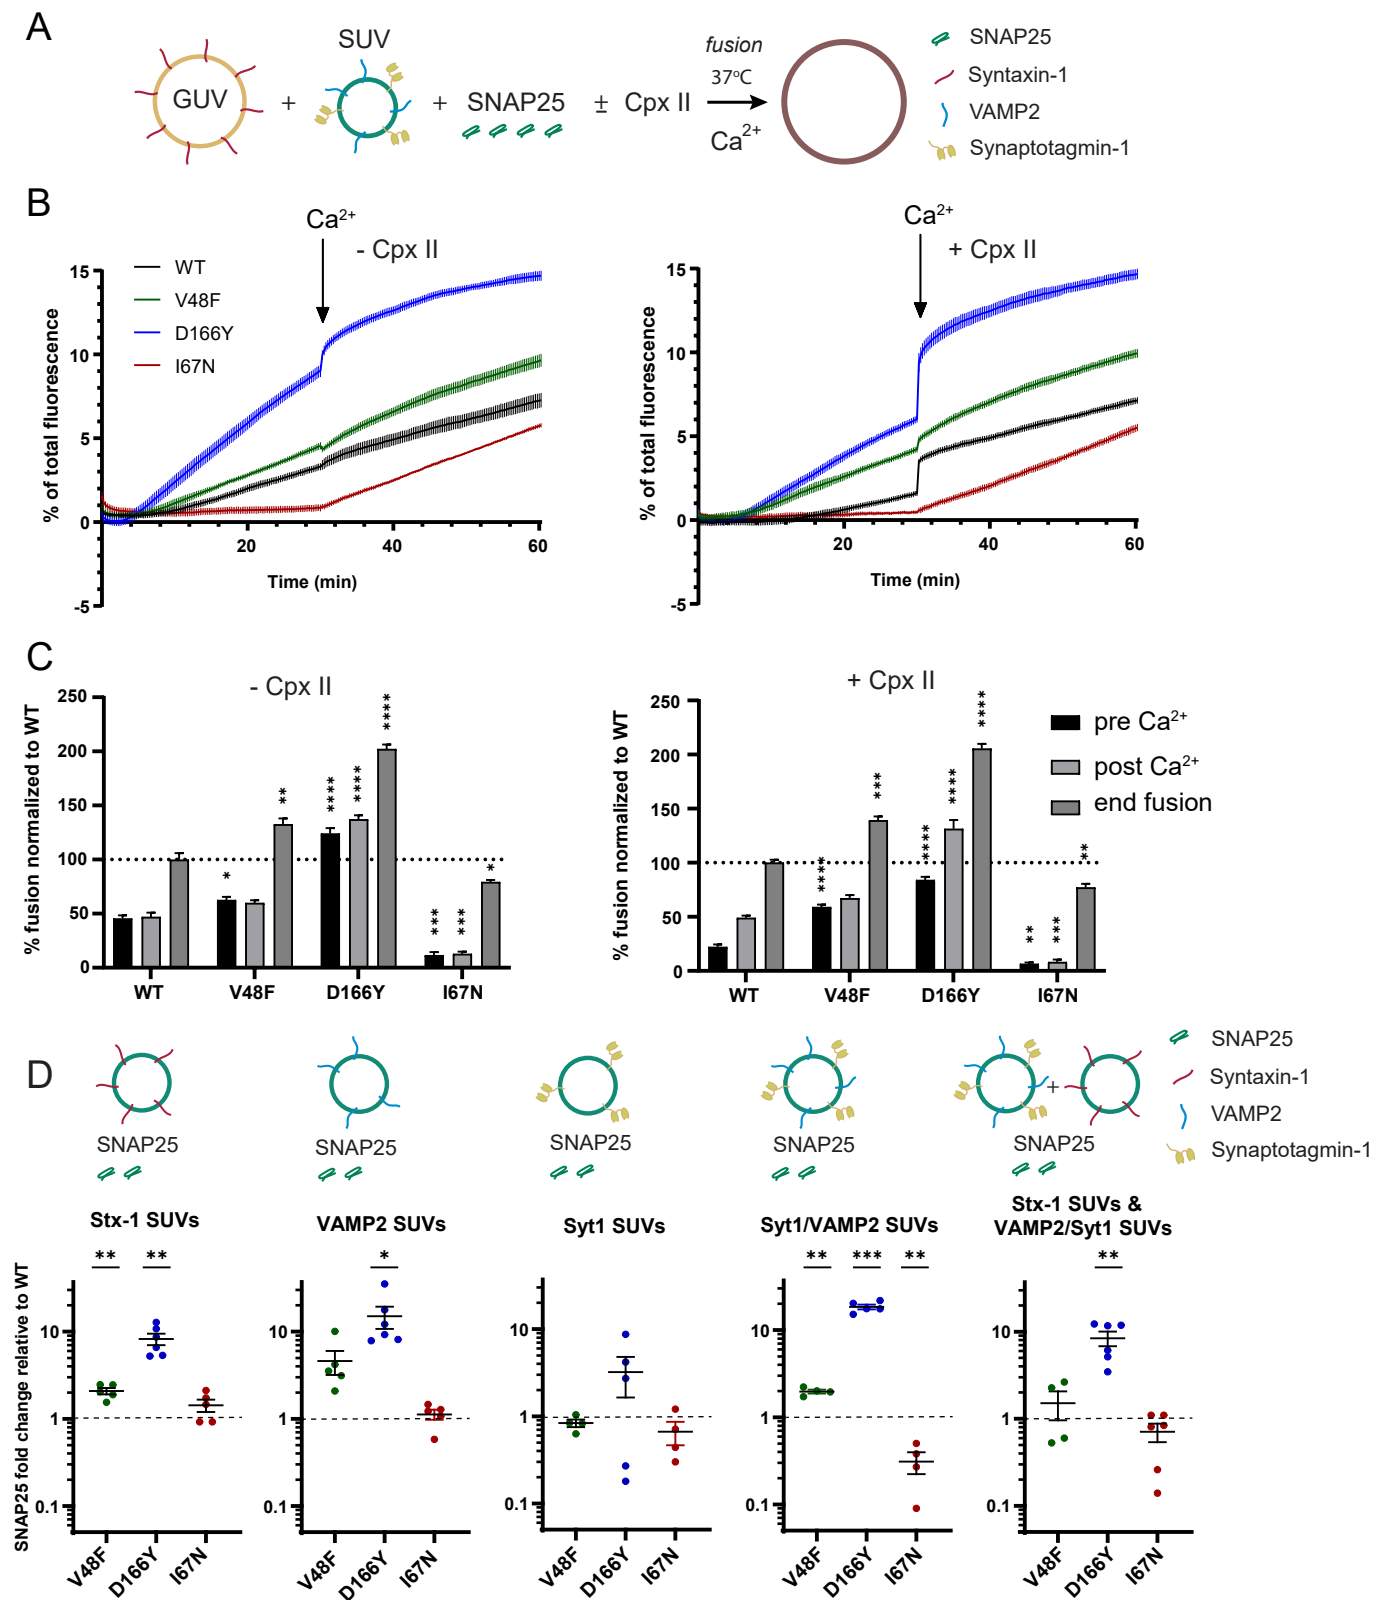 A
GUV
+
SUV
+
SNAP25
± Cpx II
fusion
37ºC
Ca²⁺
SNAP25
Syntaxin-1
VAMP2
Synaptotagmin-1
B
Ca²⁺
- Cpx II
WT
V48F
D166Y
I67N
% of total fluorescence
15
10
5
0
-5
20
40
60
Time (min)
Ca²⁺
+ Cpx II
% of total fluorescence
15
10
5
0
-5
20
40
60
Time (min)
C
- Cpx II
% fusion normalized to WT
250
200
150
100
50
0
*
**
****
****
****
***
***
*
WT
V48F
D166Y
I67N
+ Cpx II
% fusion normalized to WT
250
200
150
100
50
0
****
***
****
****
****
**
***
**
WT
V48F
D166Y
I67N
pre Ca²⁺
post Ca²⁺
end fusion
D
SNAP25
SNAP25
SNAP25
SNAP25
+
SNAP25
SNAP25
Syntaxin-1
VAMP2
Synaptotagmin-1
SNAP25 fold change relative to WT
Stx-1 SUVs
** **
10
1
0.1
V48F
D166Y
I67N
VAMP2 SUVs
*
10
1
0.1
V48F
D166Y
I67N
Syt1 SUVs
10
1
0.1
V48F
D166Y
I67N
Syt1/VAMP2 SUVs
** *** **
10
1
0.1
V48F
D166Y
I67N
Stx-1 SUVs &
VAMP2/Syt1 SUVs
**
10
1
0.1
V48F
D166Y
I67N